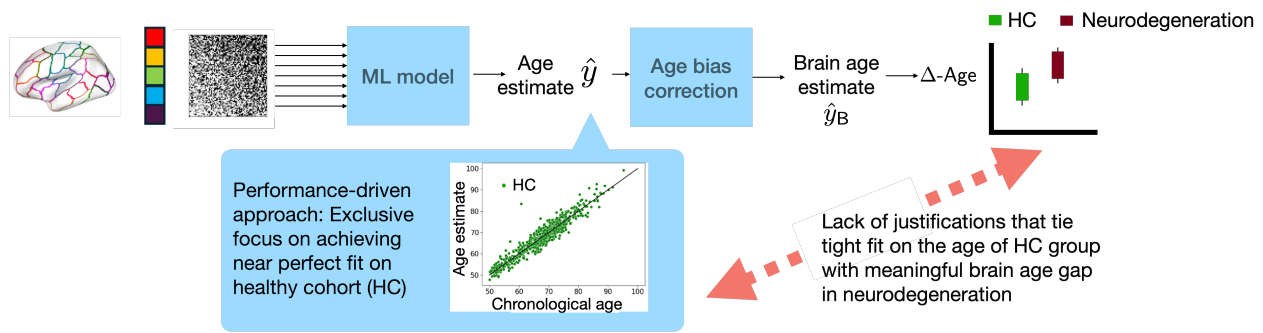 HC Neurodegeneration
ML model
Age
estimate ŷ
Age bias
correction
Brain age
estimate
ŷ_B
Δ-Age
Performance-driven
approach: Exclusive
focus on achieving
near perfect fit on
healthy cohort (HC)
HC
Age estimate
100
90
80
70
60
50
50 60 70 80 90 100
Chronological age
Lack of justifications that tie
tight fit on the age of HC group
with meaningful brain age gap
in neurodegeneration